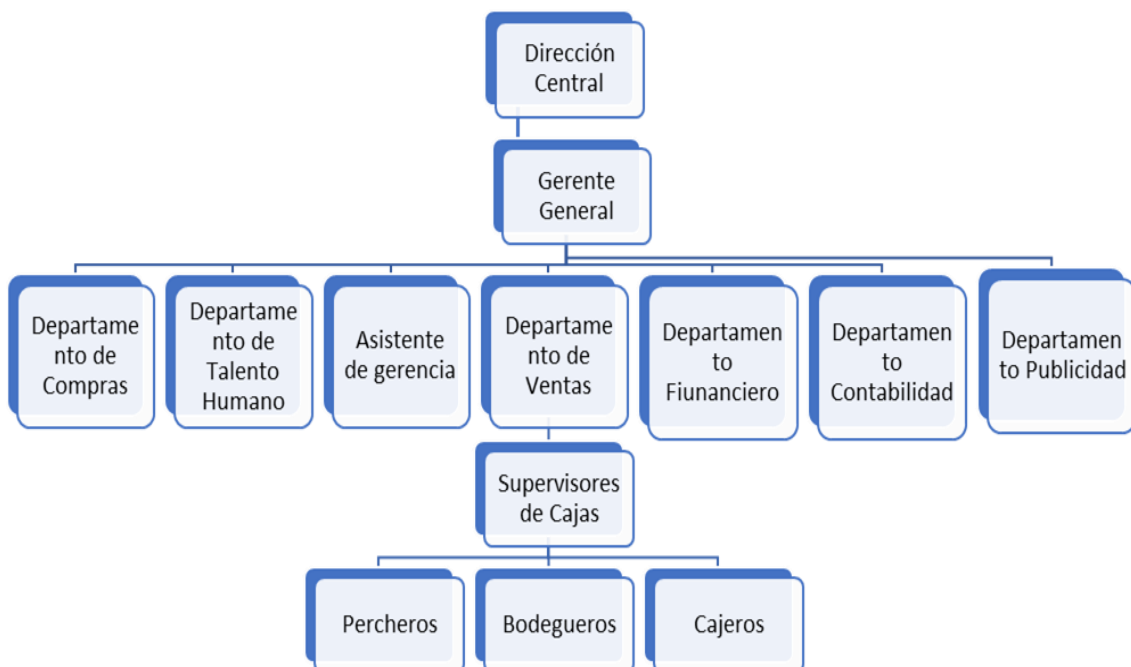 Dirección
Central
Gerente
General
Departame
nto de
Compras
Departame
nto de
Talento
Humano
Asistente
de gerencia
Departame
nto de
Ventas
Departamen
to
Fiunanciero
Departamen
to
Contabilidad
Departamen
to Publicidad
Supervisores
de Cajas
Percheros
Bodegueros
Cajeros